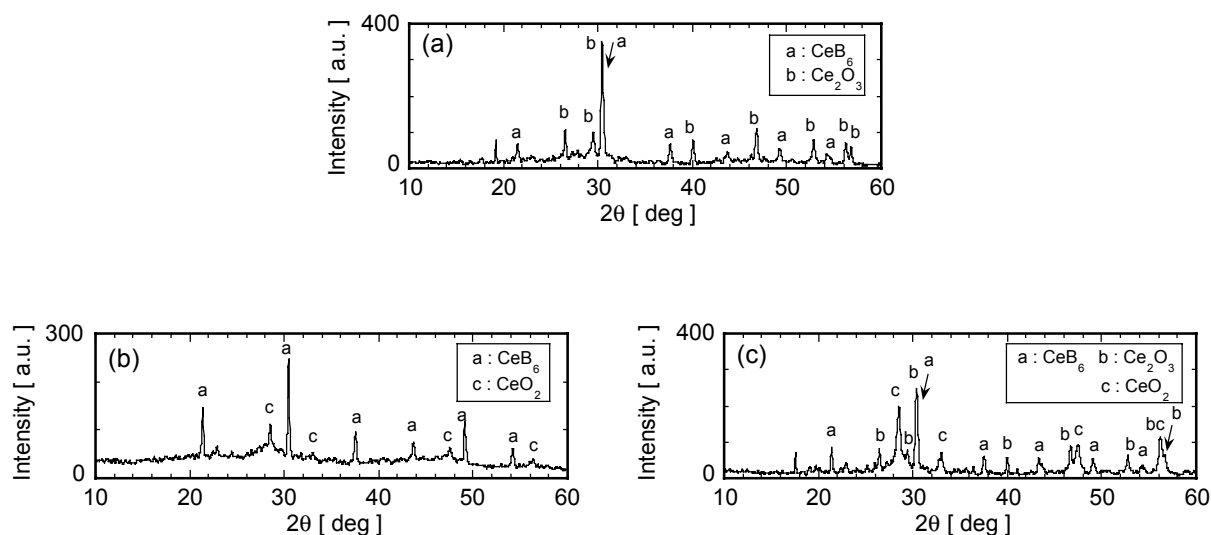 400
(a)
b
a
a : CeB6
b : Ce2O3
Intensity [ a.u. ]
a b b a b a b a b a b b
0
10 20 30 40 50 60
2θ [ deg ]
300
(b)
a
a : CeB6
c : CeO2
Intensity [ a.u. ]
a c c a a c a a c
0
10 20 30 40 50 60
2θ [ deg ]
400
(c)
a : CeB6 b : Ce2O3
c : CeO2
Intensity [ a.u. ]
a b c b b a c a b a b c a b a bc b
0
10 20 30 40 50 60
2θ [ deg ]